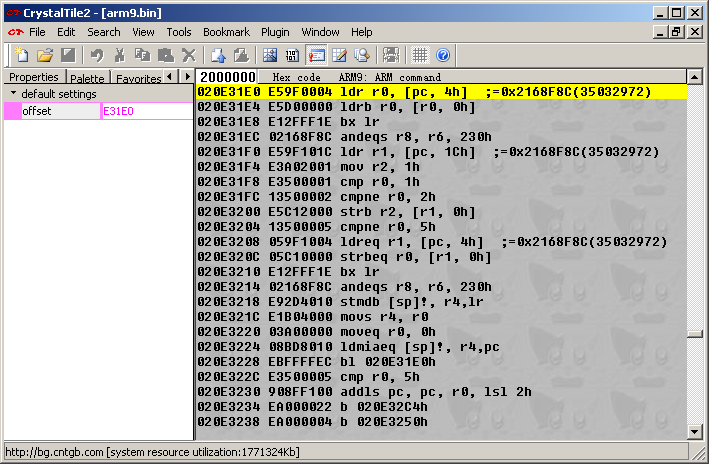 CrystalTile2 - [arm9.bin]
File Edit Search View Tools Bookmark Plugin Window Help
Properties Palette Favorites
default settings
offset E31E0
2000000 Hex code ARM9: ARM command
020E31E0 E59F0004 ldr r0, [pc, 4h] ;=0x2168F8C(35032972)
020E31E4 E5D00000 ldrb r0, [r0, 0h]
020E31E8 E12FFF1E bx lr
020E31EC 02168F8C andeqs r8, r6, 230h
020E31F0 E59F101C ldr r1, [pc, 1Ch] ;=0x2168F8C(35032972)
020E31F4 E3A02001 mov r2, 1h
020E31F8 E3500001 cmp r0, 1h
020E31FC 13500002 cmpne r0, 2h
020E3200 E5C12000 strb r2, [r1, 0h]
020E3204 13500005 cmpne r0, 5h
020E3208 059F1004 ldreq r1, [pc, 4h] ;=0x2168F8C(35032972)
020E320C 05C10000 strbeq r0, [r1, 0h]
020E3210 E12FFF1E bx lr
020E3214 02168F8C andeqs r8, r6, 230h
020E3218 E92D4010 stmdb [sp]!, r4,lr
020E321C E1B04000 movs r4, r0
020E3220 03A00000 moveq r0, 0h
020E3224 08BD8010 ldmiaeq [sp]!, r4,pc
020E3228 EBFFFFEC bl 020E31E0h
020E322C E3500005 cmp r0, 5h
020E3230 908FF100 addls pc, pc, r0, lsl 2h
020E3234 EA000022 b 020E32C4h
020E3238 EA000004 b 020E3250h
http://bg.cntgb.com [system resource utilization:1771324Kb]